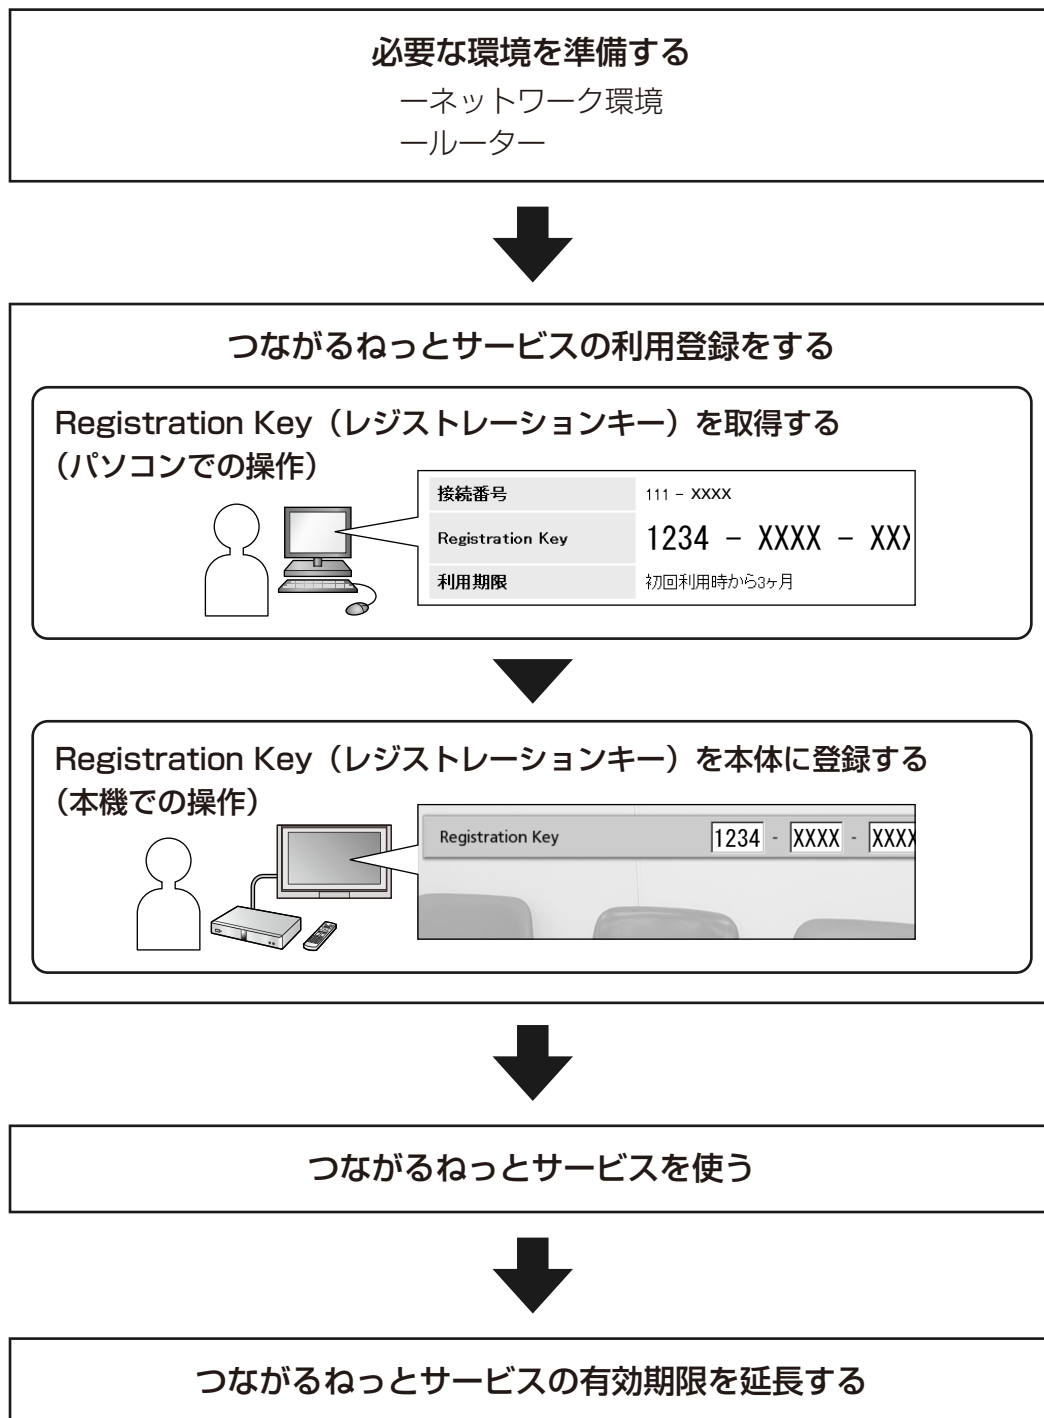 必要な環境を準備する
―ネットワーク環境
―ルーター
つながるねっとサービスの利用登録をする
Registration Key（レジストレーションキー）を取得する
（パソコンでの操作）
接続番号 111 - XXXX
Registration Key 1234 - XXXX - XXX
利用期限 初回利用時から3ヶ月
Registration Key（レジストレーションキー）を本体に登録する
（本機での操作）
Registration Key 1234 - XXXX - XXXX
つながるねっとサービスを使う
つながるねっとサービスの有効期限を延長する